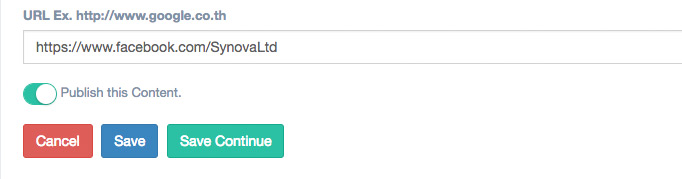 URL Ex. http://www.google.co.th
https://www.facebook.com/SynovaLtd
Publish this Content.
Cancel Save Save Continue